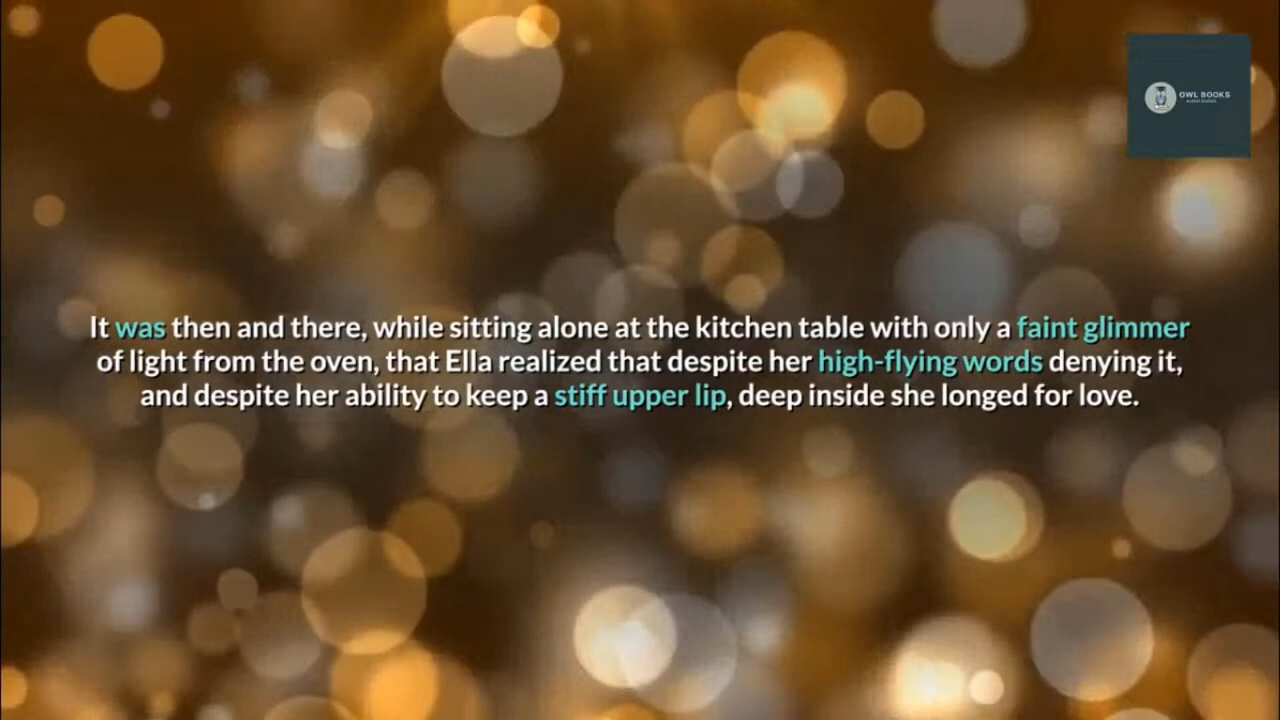 OWL BOOKS
It was then and there, while sitting alone at the kitchen table with only a faint glimmer
of light from the oven, that Ella realized that despite her high-flying words denying it,
and despite her ability to keep a stiff upper lip, deep inside she longed for love.